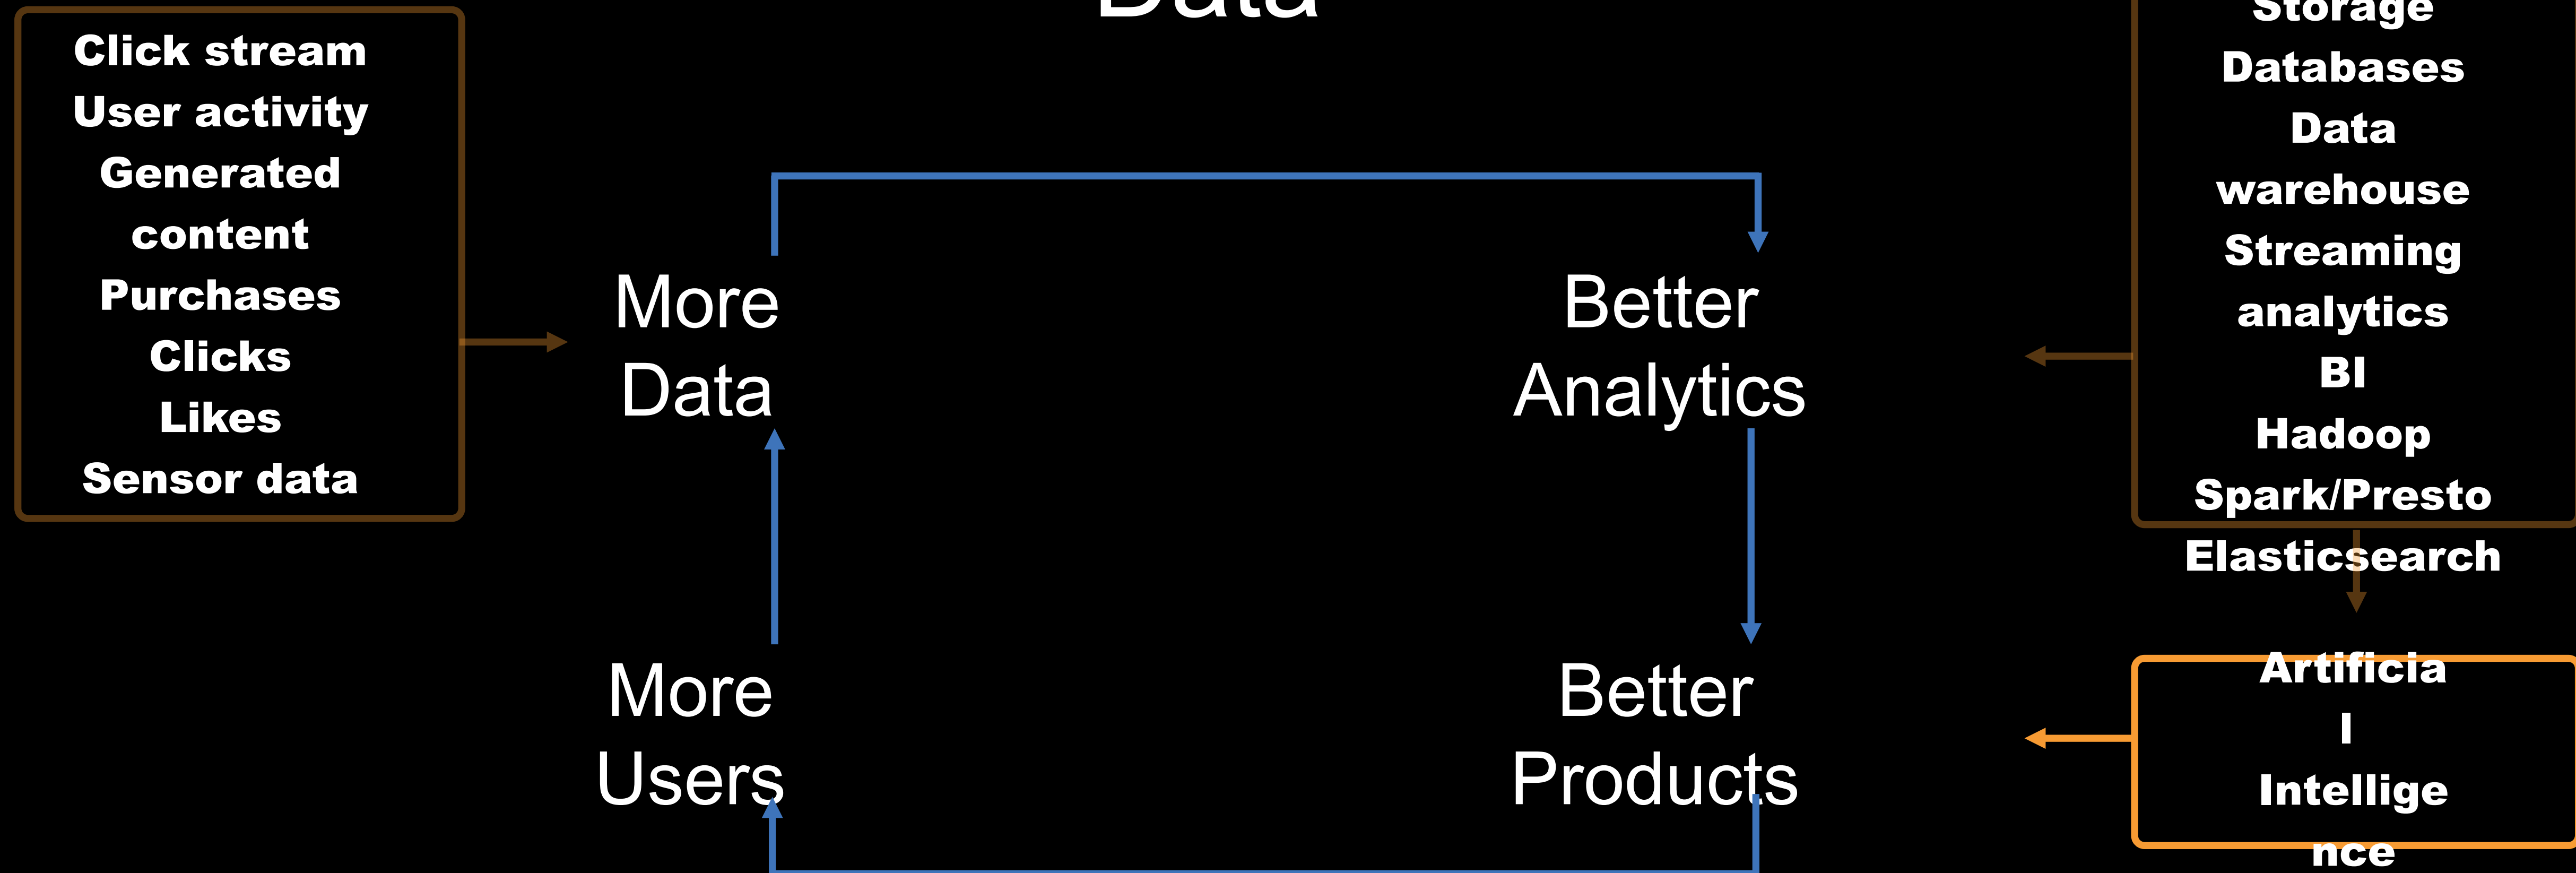 Data
Click stream
User activity
Generated
content
Purchases
Clicks
Likes
Sensor data
More
Data
Better
Analytics
More
Users
Better
Products
Storage
Databases
Data
warehouse
Streaming
analytics
BI
Hadoop
Spark/Presto
Elasticsearch
Artificia
l
Intellige
nce